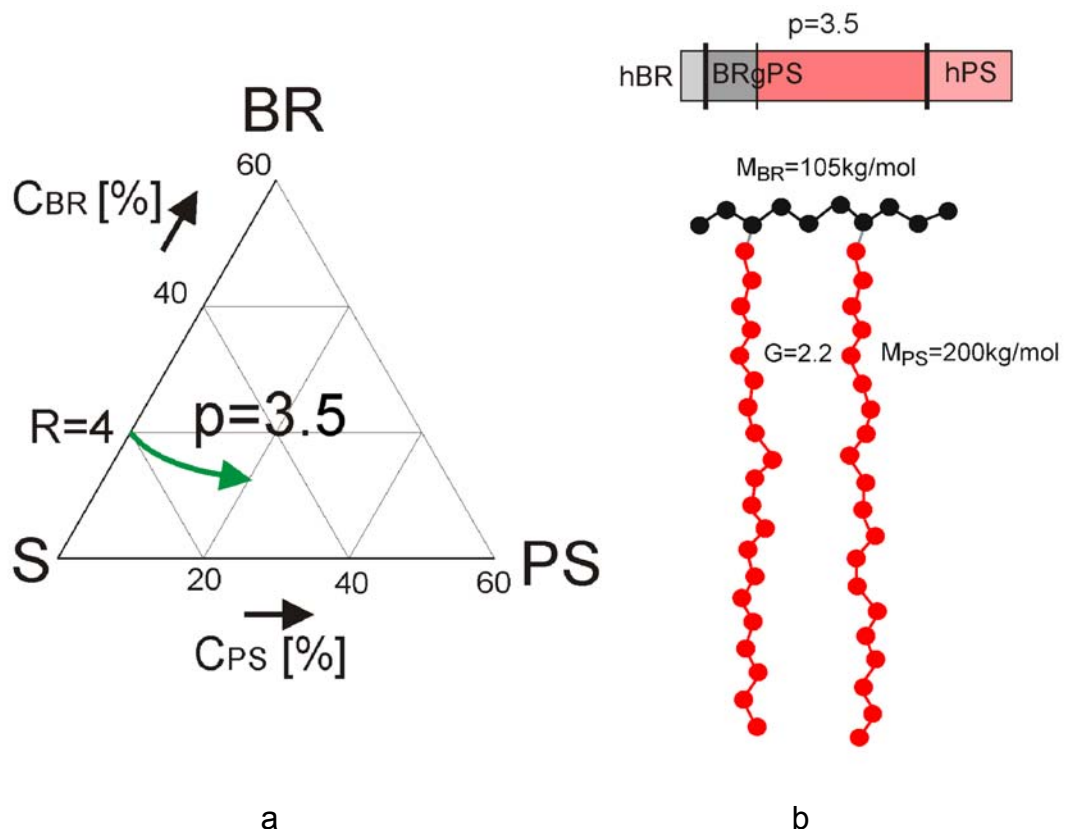 BR
60
CBR [%]
40
R=4
p=3.5
S
20
40
60
PS
CPS [%]
a
p=3.5
hBR
BRgPS
hPS
MBR=105kg/mol
G=2.2
MPS=200kg/mol
b